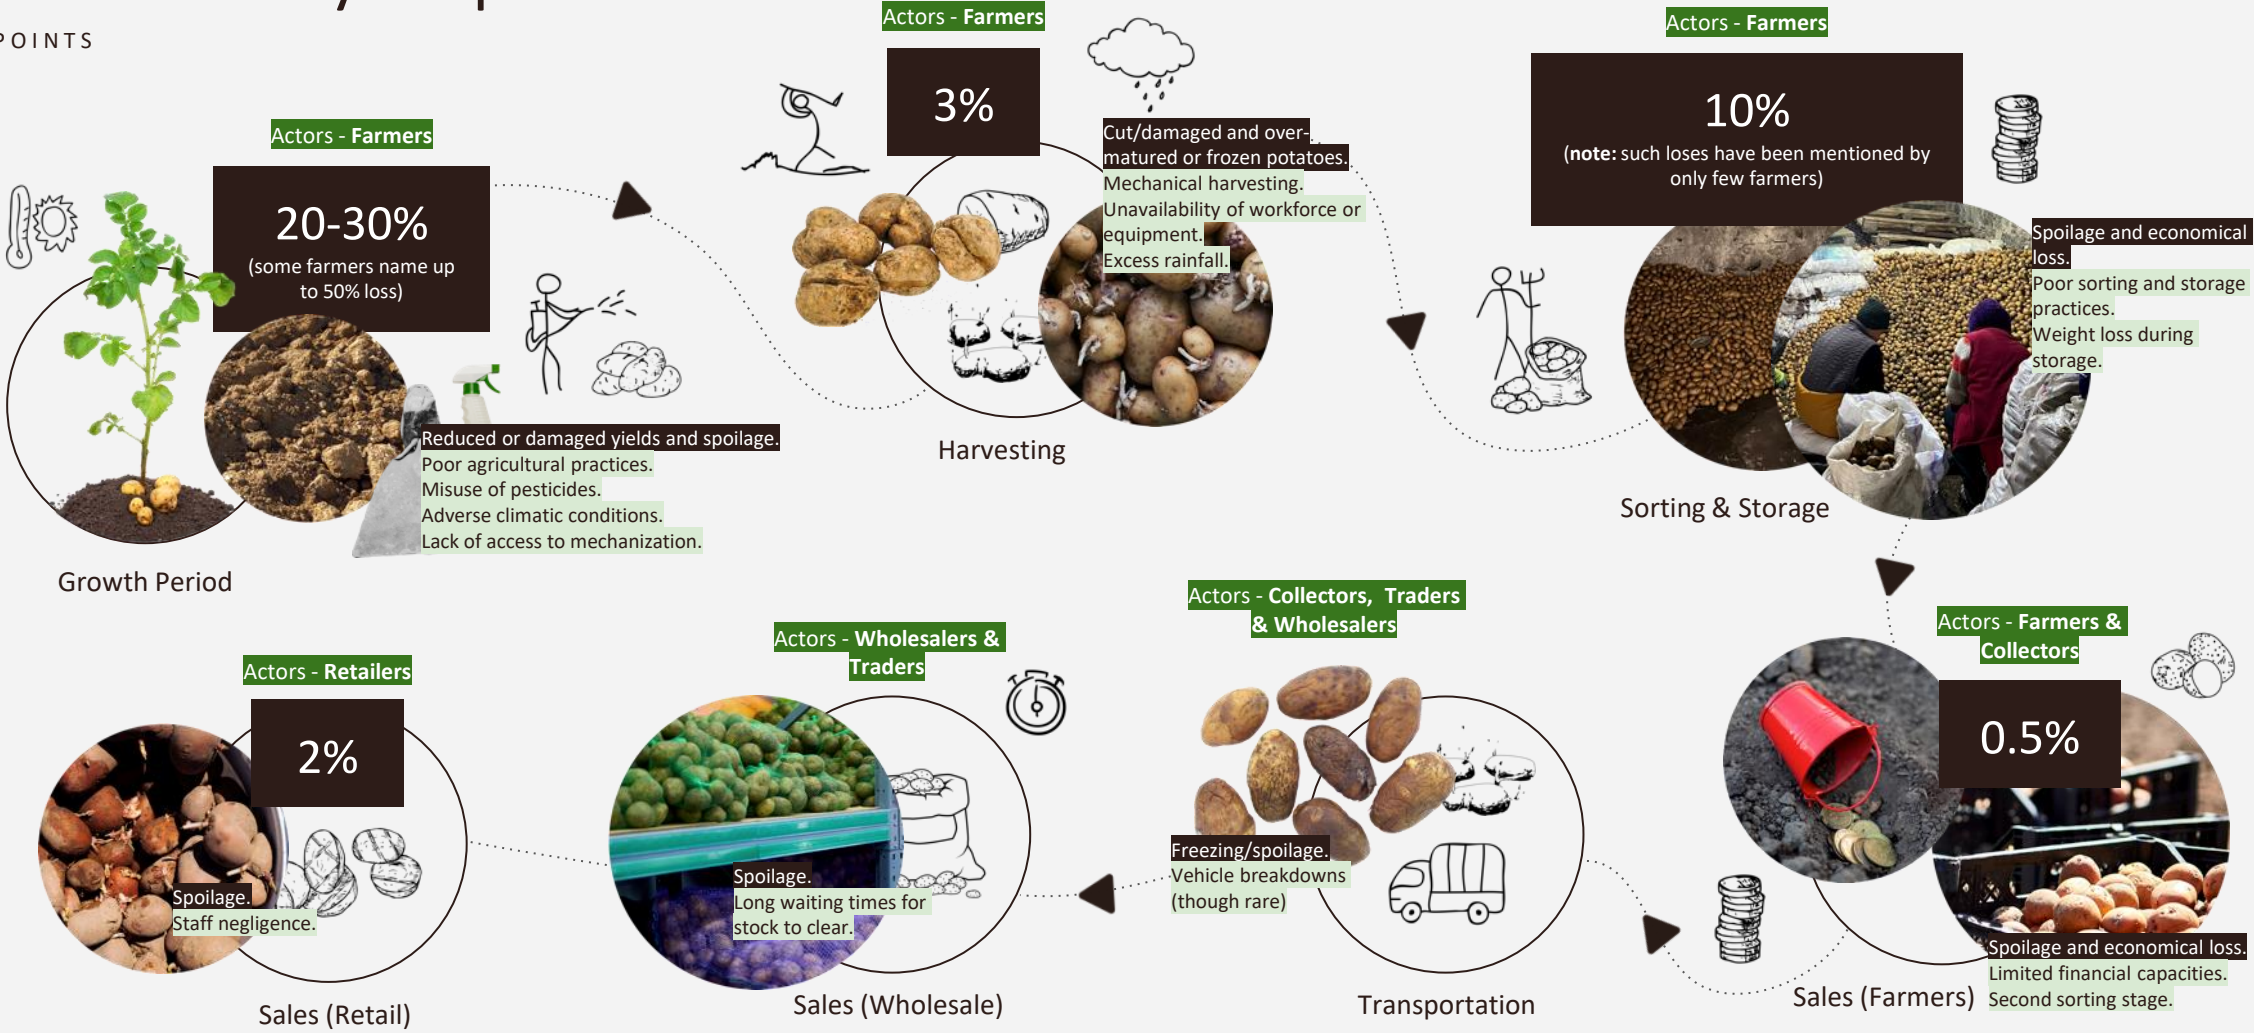 POINTS
Actors - Farmers
20-30%
(some farmers name up
to 50% loss)
Reduced or damaged yields and spoilage.
Poor agricultural practices.
Misuse of pesticides.
Adverse climatic conditions.
Lack of access to mechanization.
Growth Period
Actors - Farmers
3%
Cut/damaged and over-
matured or frozen potatoes.
Mechanical harvesting.
Unavailability of workforce or
equipment.
Excess rainfall.
Harvesting
Actors - Farmers
10%
(note: such loses have been mentioned by
only few farmers)
Spoilage and economical
loss.
Poor sorting and storage
practices.
Weight loss during
storage.
Sorting & Storage
Actors - Farmers &
Collectors
0.5%
Spoilage and economical loss.
Limited financial capacities.
Second sorting stage.
Sales (Farmers)
Actors - Collectors, Traders
& Wholesalers
Freezing/spoilage.
Vehicle breakdowns
(though rare)
Transportation
Actors - Wholesalers &
Traders
Spoilage.
Long waiting times for
stock to clear.
Sales (Wholesale)
Actors - Retailers
2%
Spoilage.
Staff negligence.
Sales (Retail)